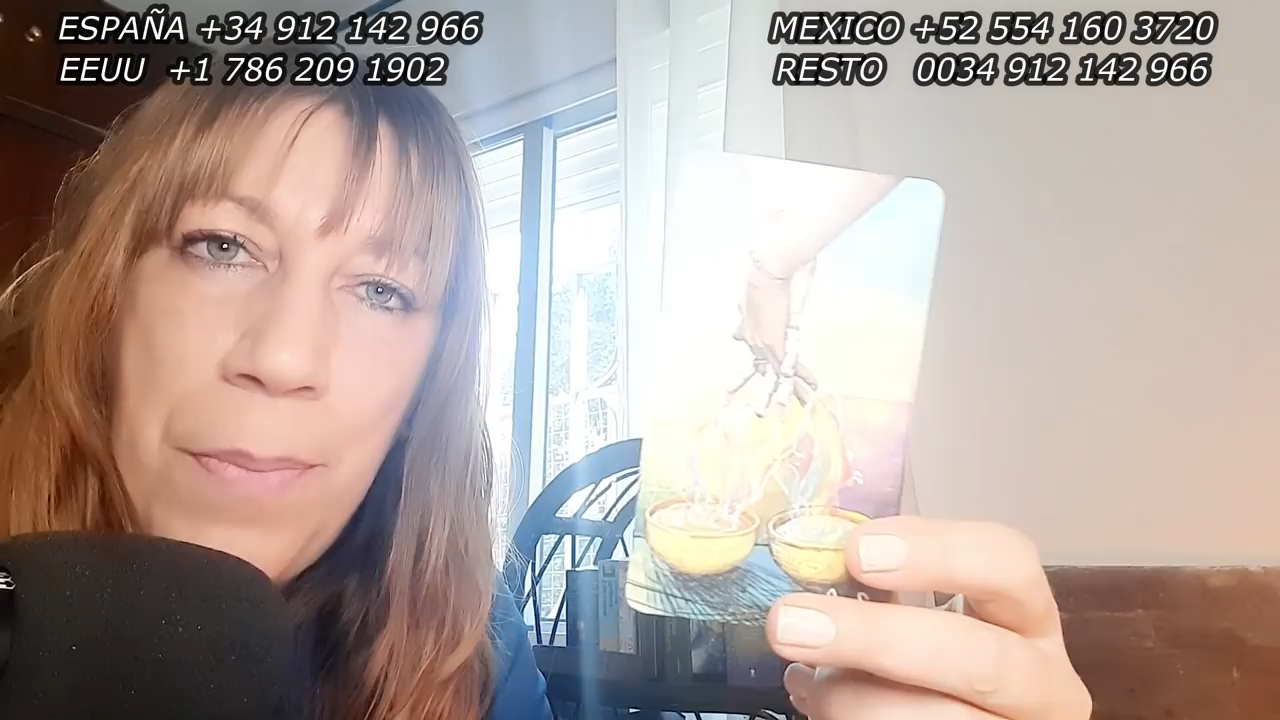 ESPAÑA +34 912 142 966
EEUU +1 786 209 1902
MEXICO +52 554 160 3720
RESTO 0034 912 142 966